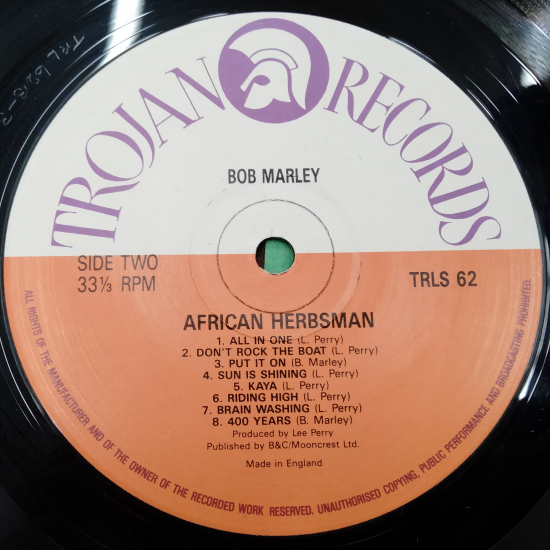 TROJAN RECORDS
BOB MARLEY
SIDE TWO
33⅓ RPM
TRLS 62
AFRICAN HERBSMAN
1. ALL IN ONE (L. Perry)
2. DON'T ROCK THE BOAT (L. Perry)
3. PUT IT ON (B. Marley)
4. SUN IS SHINING (L. Perry)
5. KAYA (L. Perry)
6. RIDING HIGH (L. Perry)
7. BRAIN WASHING (L. Perry)
8. 400 YEARS (B. Marley)
Produced by Lee Perry
Published by B&C/Mooncrest Ltd.
Made in England
ALL RIGHTS OF THE MANUFACTURER AND OF THE OWNER OF THE RECORDED WORK RESERVED. UNAUTHORISED COPYING, PUBLIC PERFORMANCE AND BROADCASTING PROHIBITED.